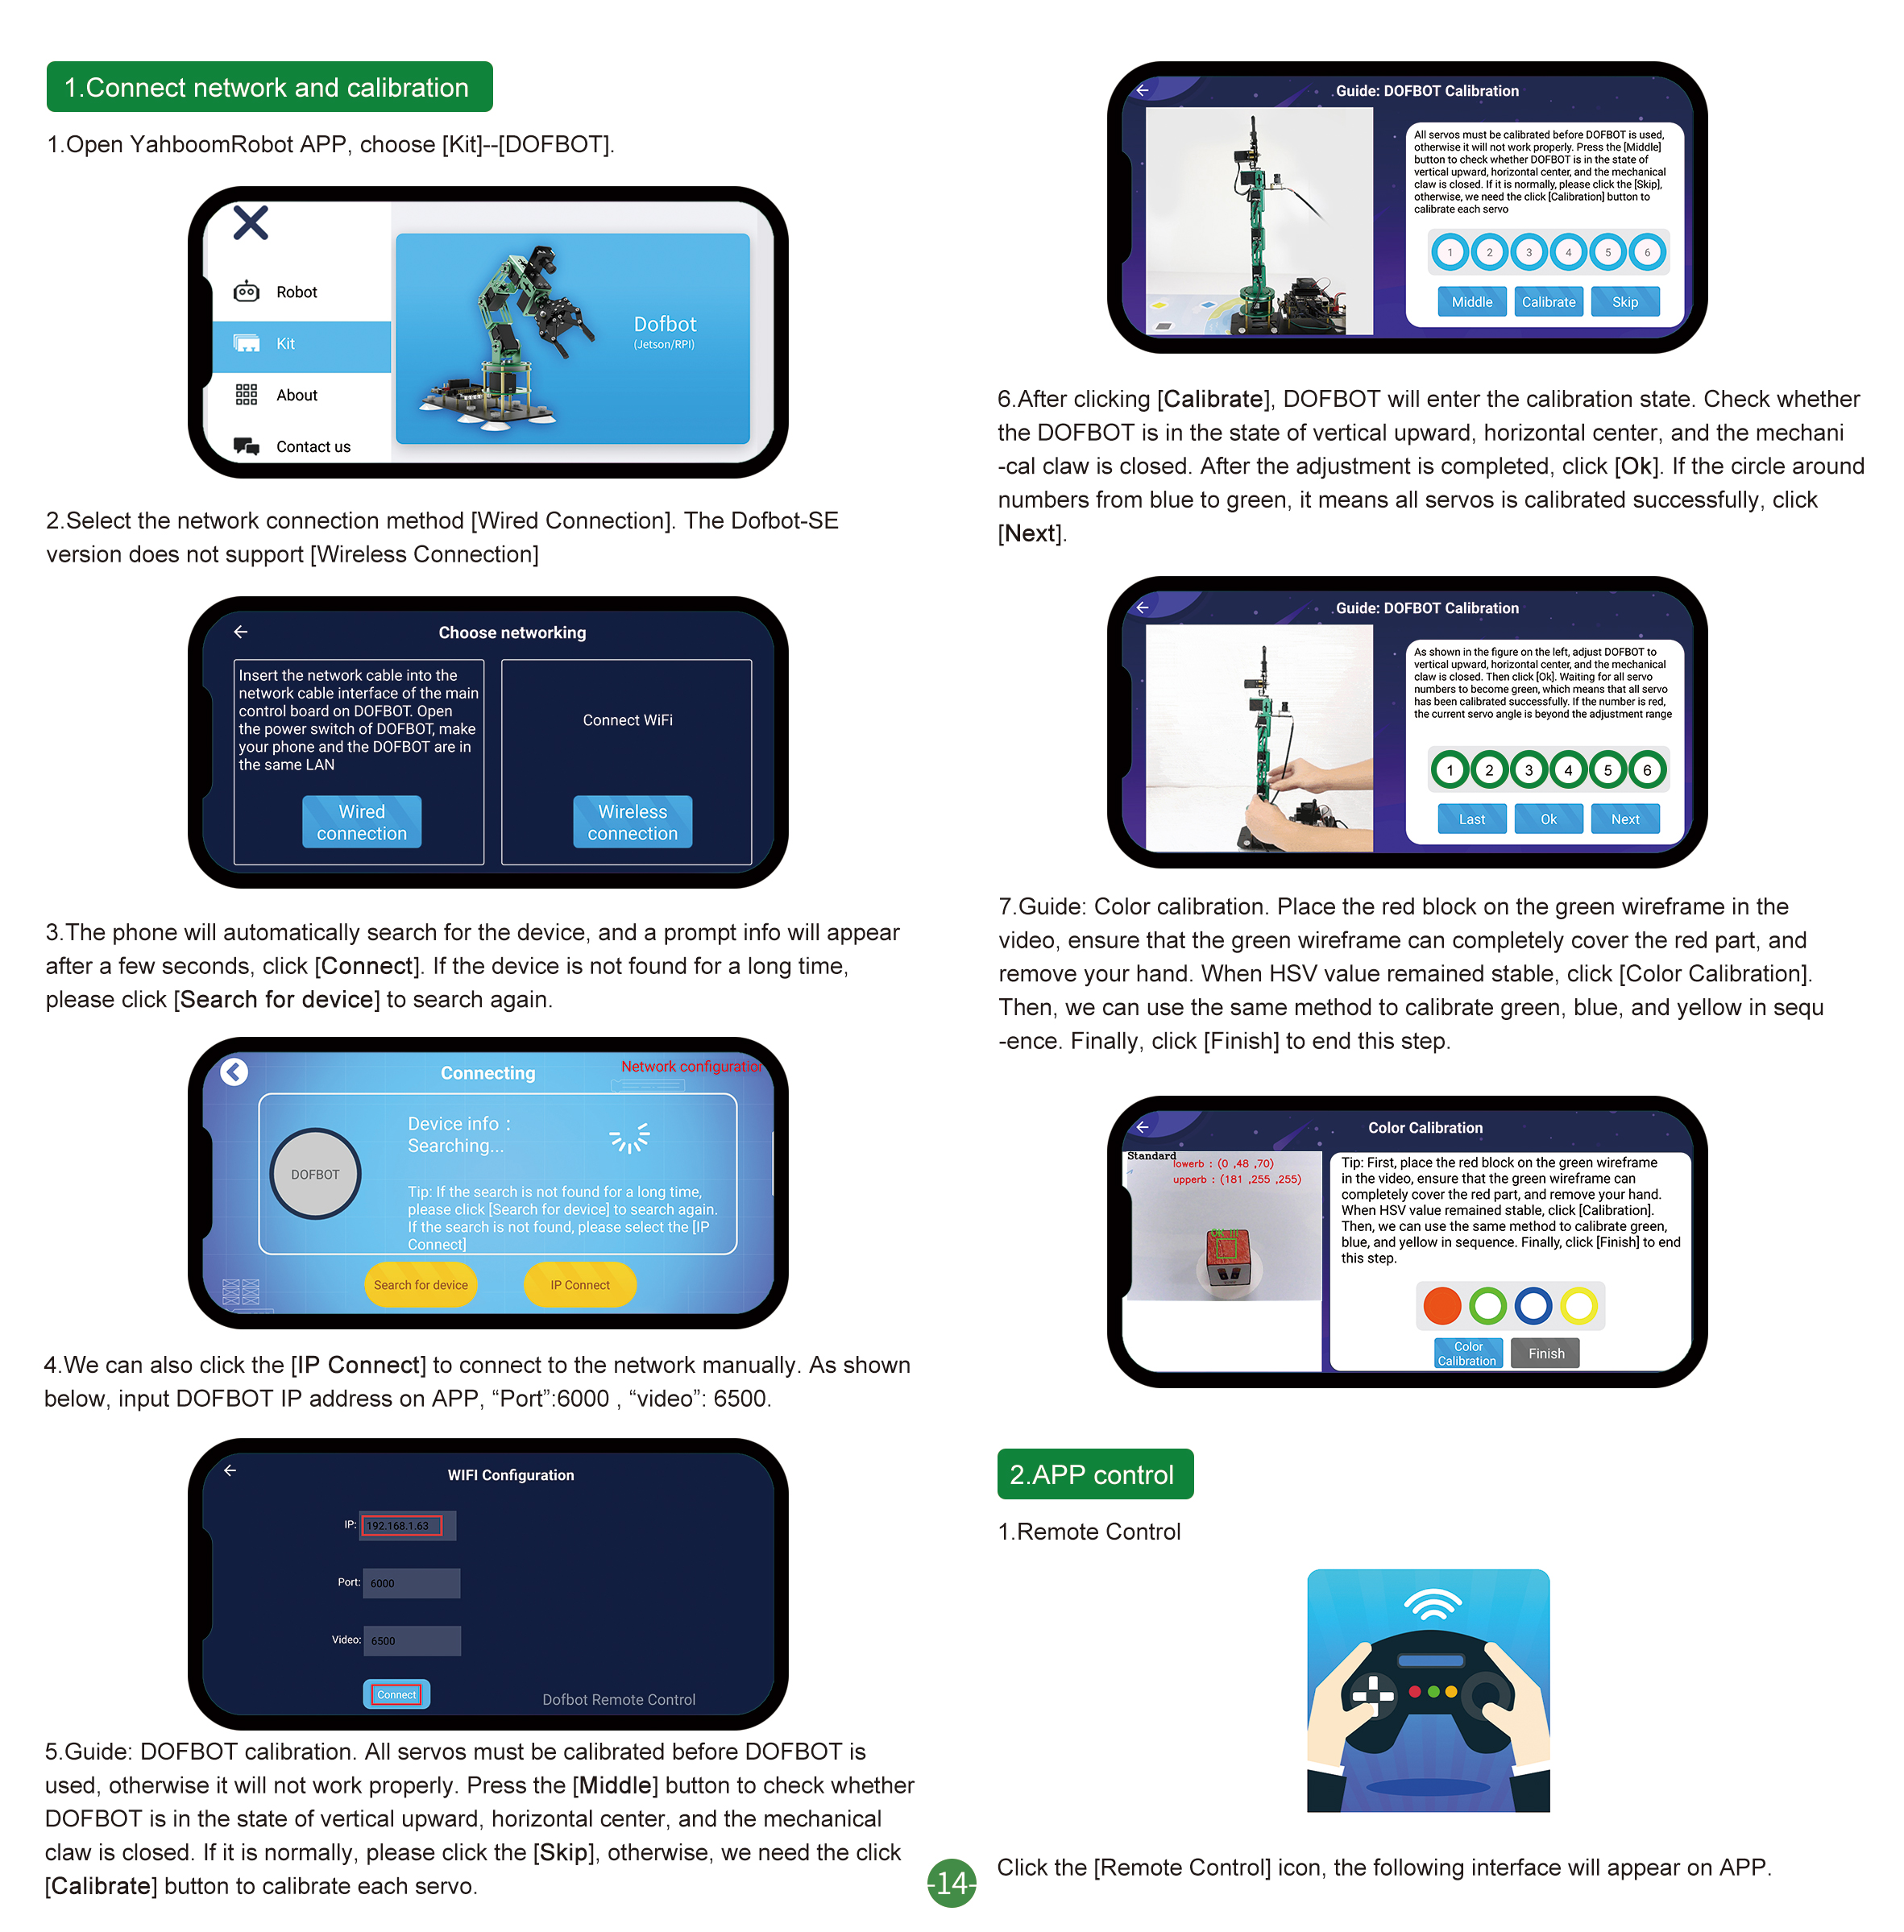 1.Connect network and calibration
1.Open YahboomRobot APP, choose [Kit]--[DOFBOT].
Robot
Kit
About
Contact us
Dofbot
(Jetson/RPI)
2.Select the network connection method [Wired Connection]. The Dofbot-SE
version does not support [Wireless Connection]
Choose networking
Insert the network cable into the
network cable interface of the main
control board on DOFBOT. Open
the power switch of DOFBOT, make
your phone and the DOFBOT are in
the same LAN
Wired
connection
Connect WiFi
Wireless
connection
3.The phone will automatically search for the device, and a prompt info will appear
after a few seconds, click [Connect]. If the device is not found for a long time,
please click [Search for device] to search again.
Connecting
Network configuration
DOFBOT
Device info :
Searching...
Tip: If the search is not found for a long time,
please click [Search for device] to search again.
If the search is not found, please select the [IP
Connect]
Search for device
IP Connect
4.We can also click the [IP Connect] to connect to the network manually. As shown
below, input DOFBOT IP address on APP, “Port”:6000 , “video”: 6500.
WIFI Configuration
IP: 192.168.1.63
Port: 6000
Video: 6500
Connect
Dofbot Remote Control
5.Guide: DOFBOT calibration. All servos must be calibrated before DOFBOT is
used, otherwise it will not work properly. Press the [Middle] button to check whether
DOFBOT is in the state of vertical upward, horizontal center, and the mechanical
claw is closed. If it is normally, please click the [Skip], otherwise, we need the click
[Calibrate] button to calibrate each servo.
Guide: DOFBOT Calibration
All servos must be calibrated before DOFBOT is used,
otherwise it will not work properly. Press the [Middle]
button to check whether DOFBOT is in the state of
vertical upward, horizontal center, and the mechanical
claw is closed. If it is normally, please click the [Skip],
otherwise, we need the click [Calibration] button to
calibrate each servo
1 2 3 4 5 6
Middle Calibrate Skip
6.After clicking [Calibrate], DOFBOT will enter the calibration state. Check whether
the DOFBOT is in the state of vertical upward, horizontal center, and the mechani
-cal claw is closed. After the adjustment is completed, click [Ok]. If the circle around
numbers from blue to green, it means all servos is calibrated successfully, click
[Next].
Guide: DOFBOT Calibration
As shown in the figure on the left, adjust DOFBOT to
vertical upward, horizontal center, and the mechanical
claw is closed. Then click [Ok]. Waiting for all servo
numbers to become green, which means that all servo
has been calibrated successfully. If the number is red,
the current servo angle is beyond the adjustment range
1 2 3 4 5 6
Last Ok Next
7.Guide: Color calibration. Place the red block on the green wireframe in the
video, ensure that the green wireframe can completely cover the red part, and
remove your hand. When HSV value remained stable, click [Color Calibration].
Then, we can use the same method to calibrate green, blue, and yellow in sequ
-ence. Finally, click [Finish] to end this step.
Color Calibration
Standard
lowerb : (0 ,48 ,70)
upperb : (181 ,255 ,255)
Tip: First, place the red block on the green wireframe
in the video, ensure that the green wireframe can
completely cover the red part, and remove your hand.
When HSV value remained stable, click [Calibration].
Then, we can use the same method to calibrate green,
blue, and yellow in sequence. Finally, click [Finish] to end
this step.
Color
Calibration
Finish
2.APP control
1.Remote Control
Click the [Remote Control] icon, the following interface will appear on APP.
-14-